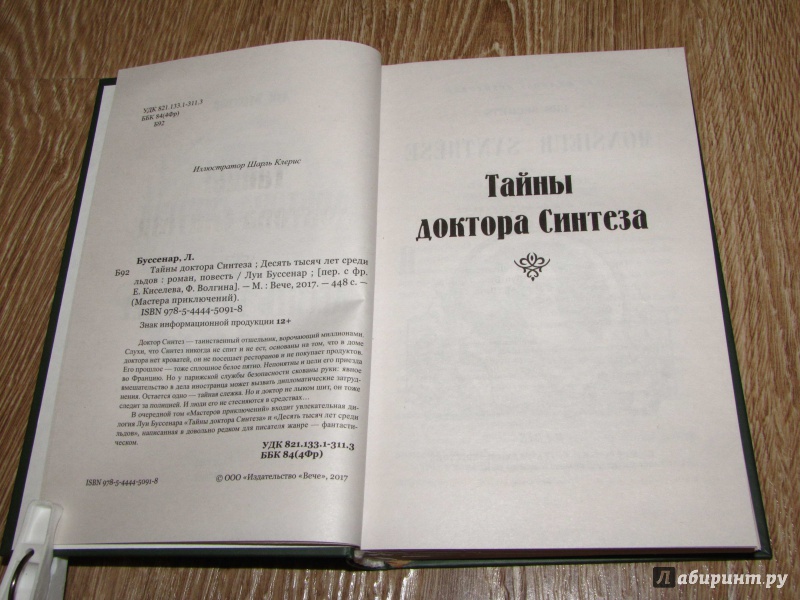 УДК 821.133.1-311.3
ББК 84(4Фр)
Б92
Иллюстратор Шарль Клерис
Буссенар, Л.
Б92 Тайны доктора Синтеза ; Десять тысяч лет среди
льдов : роман, повесть / Луи Буссенар ; [пер. с фр.
Е. Киселева, Ф. Волгина]. — М. : Вече, 2017. — 448 с. —
(Мастера приключений).
ISBN 978-5-4444-5091-8
Знак информационной продукции 12+
Доктор Синтез — таинственный отшельник, ворочающий миллионами.
Слухи, что Синтез никогда не спит и не ест, основаны на том, что в доме
доктора нет кроватей, он не посещает ресторанов и не покупает продуктов.
Его прошлое — тоже сплошное белое пятно. Непонятны и цели его приезда
во Францию. Но у парижской службы безопасности скованы руки: явное
вмешательство в дела иностранца может вызвать дипломатические затруд-
нения. Остается одно — тайная слежка. Но и доктор не лыком шит, он тоже
следит за полицией. И люди его не стесняются в средствах...
В очередной том «Мастеров приключений» входит увлекательная ди-
логия Луи Буссенара «Тайны доктора Синтеза» и «Десять тысяч лет среди
льдов», написанная в довольно редком для писателя жанре — фантасти-
ческом.
УДК 821.133.1-311.3
ББК 84(4Фр)
ISBN 978-5-4444-5091-8
© ООО «Издательство «Вече», 2017
Тайны
доктора Синтеза
Лабиринт.ру